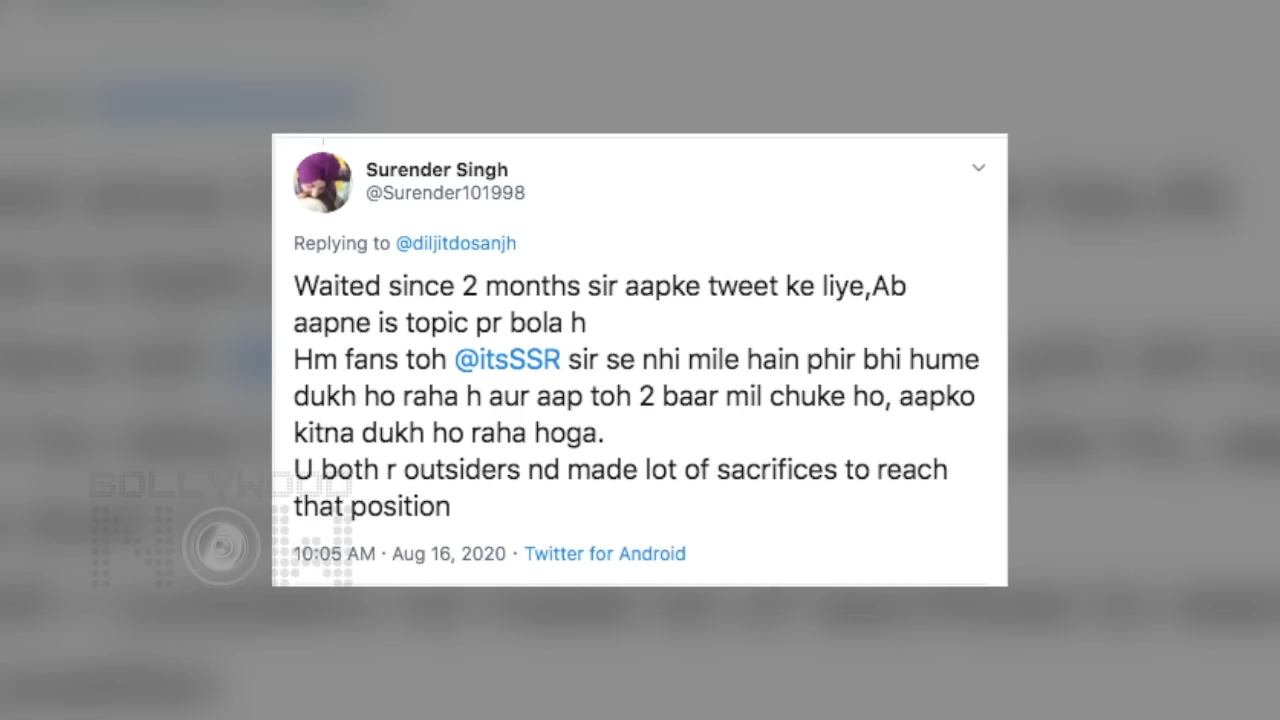 Surender Singh
@Surender101998
Replying to @diljitdosanjh
Waited since 2 months sir aapke tweet ke liye,Ab
aapne is topic pr bola h
Hm fans toh @itsSSR sir se nhi mile hain phir bhi hume
dukh ho raha h aur aap toh 2 baar mil chuke ho, aapko
kitna dukh ho raha hoga.
U both r outsiders nd made lot of sacrifices to reach
that position
10:05 AM · Aug 16, 2020 · Twitter for Android
BOLLYWOOD
NOW